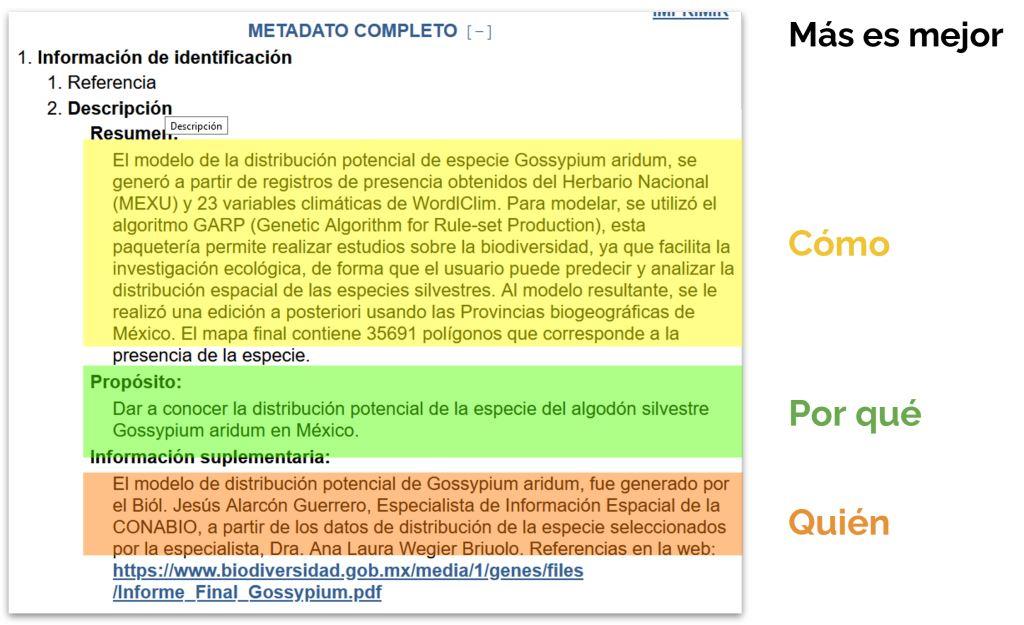 IMPRIMIR
METADATO COMPLETO [−]
Más es mejor
1. Información de identificación
1. Referencia
2. Descripción
Descripción
Resumen:
El modelo de la distribución potencial de especie Gossypium aridum, se
generó a partir de registros de presencia obtenidos del Herbario Nacional
(MEXU) y 23 variables climáticas de WordlClim. Para modelar, se utilizó el
algoritmo GARP (Genetic Algorithm for Rule-set Production), esta
paquetería permite realizar estudios sobre la biodiversidad, ya que facilita la
investigación ecológica, de forma que el usuario puede predecir y analizar la
distribución espacial de las especies silvestres. Al modelo resultante, se le
realizó una edición a posteriori usando las Provincias biogeográficas de
México. El mapa final contiene 35691 polígonos que corresponde a la
presencia de la especie.
Cómo
Propósito:
Dar a conocer la distribución potencial de la especie del algodón silvestre
Gossypium aridum en México.
Por qué
Información suplementaria:
El modelo de distribución potencial de Gossypium aridum, fue generado por
el Biól. Jesús Alarcón Guerrero, Especialista de Información Espacial de la
CONABIO, a partir de los datos de distribución de la especie seleccionados
por la especialista, Dra. Ana Laura Wegier Briuolo. Referencias en la web:
https://www.biodiversidad.gob.mx/media/1/genes/files
/Informe_Final_Gossypium.pdf
Quién